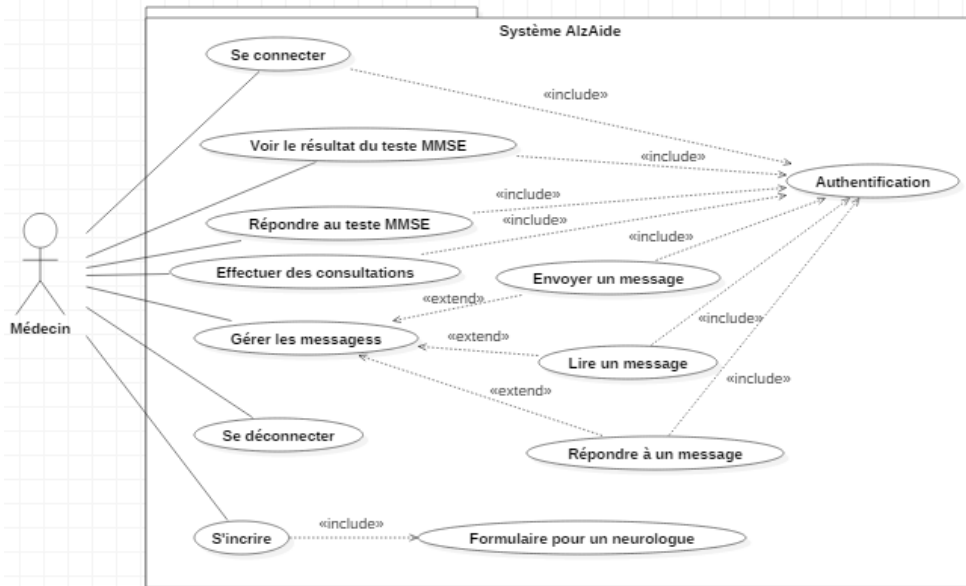 Système AlzAide
Se connecter
«include»
Voir le résultat du teste MMSE
«include»
Authentification
«include»
Répondre au teste MMSE
«include»
«include»
Effectuer des consultations
Envoyer un message
«extend»
Médecin
«include»
Gérer les messagess
«extend»
Lire un message
«include»
«extend»
Se déconnecter
Répondre à un message
«include»
S'incrire
Formulaire pour un neurologue